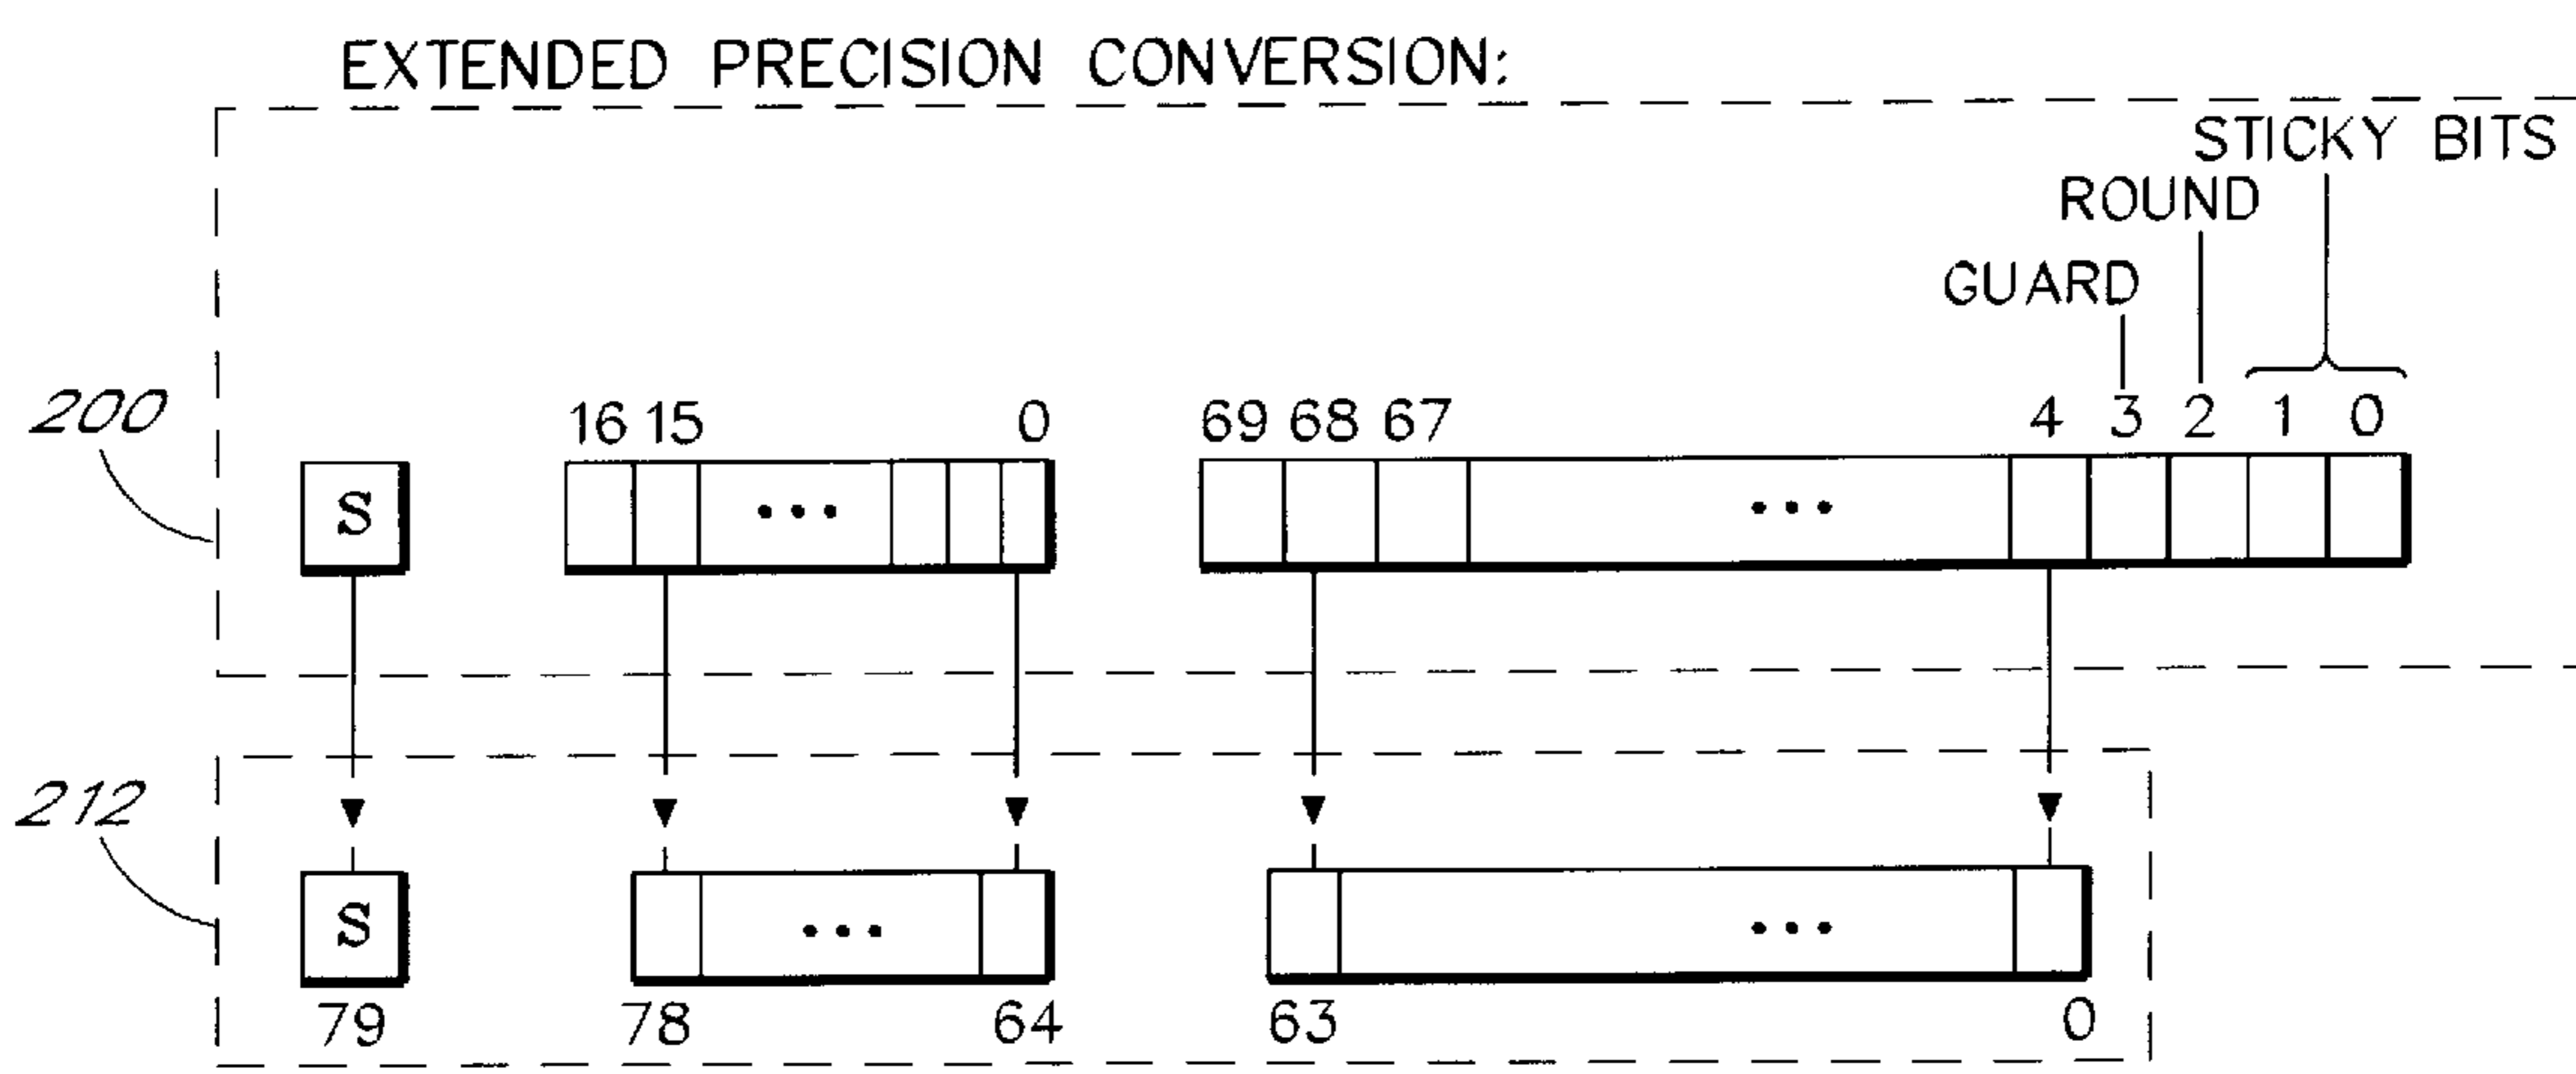 EXTENDED PRECISION CONVERSION:
STICKY BITS
ROUND
GUARD
200
16 15 0 69 68 67 4 3 2 1 0
S ... ...
212
S ... ...
79 78 64 63 0